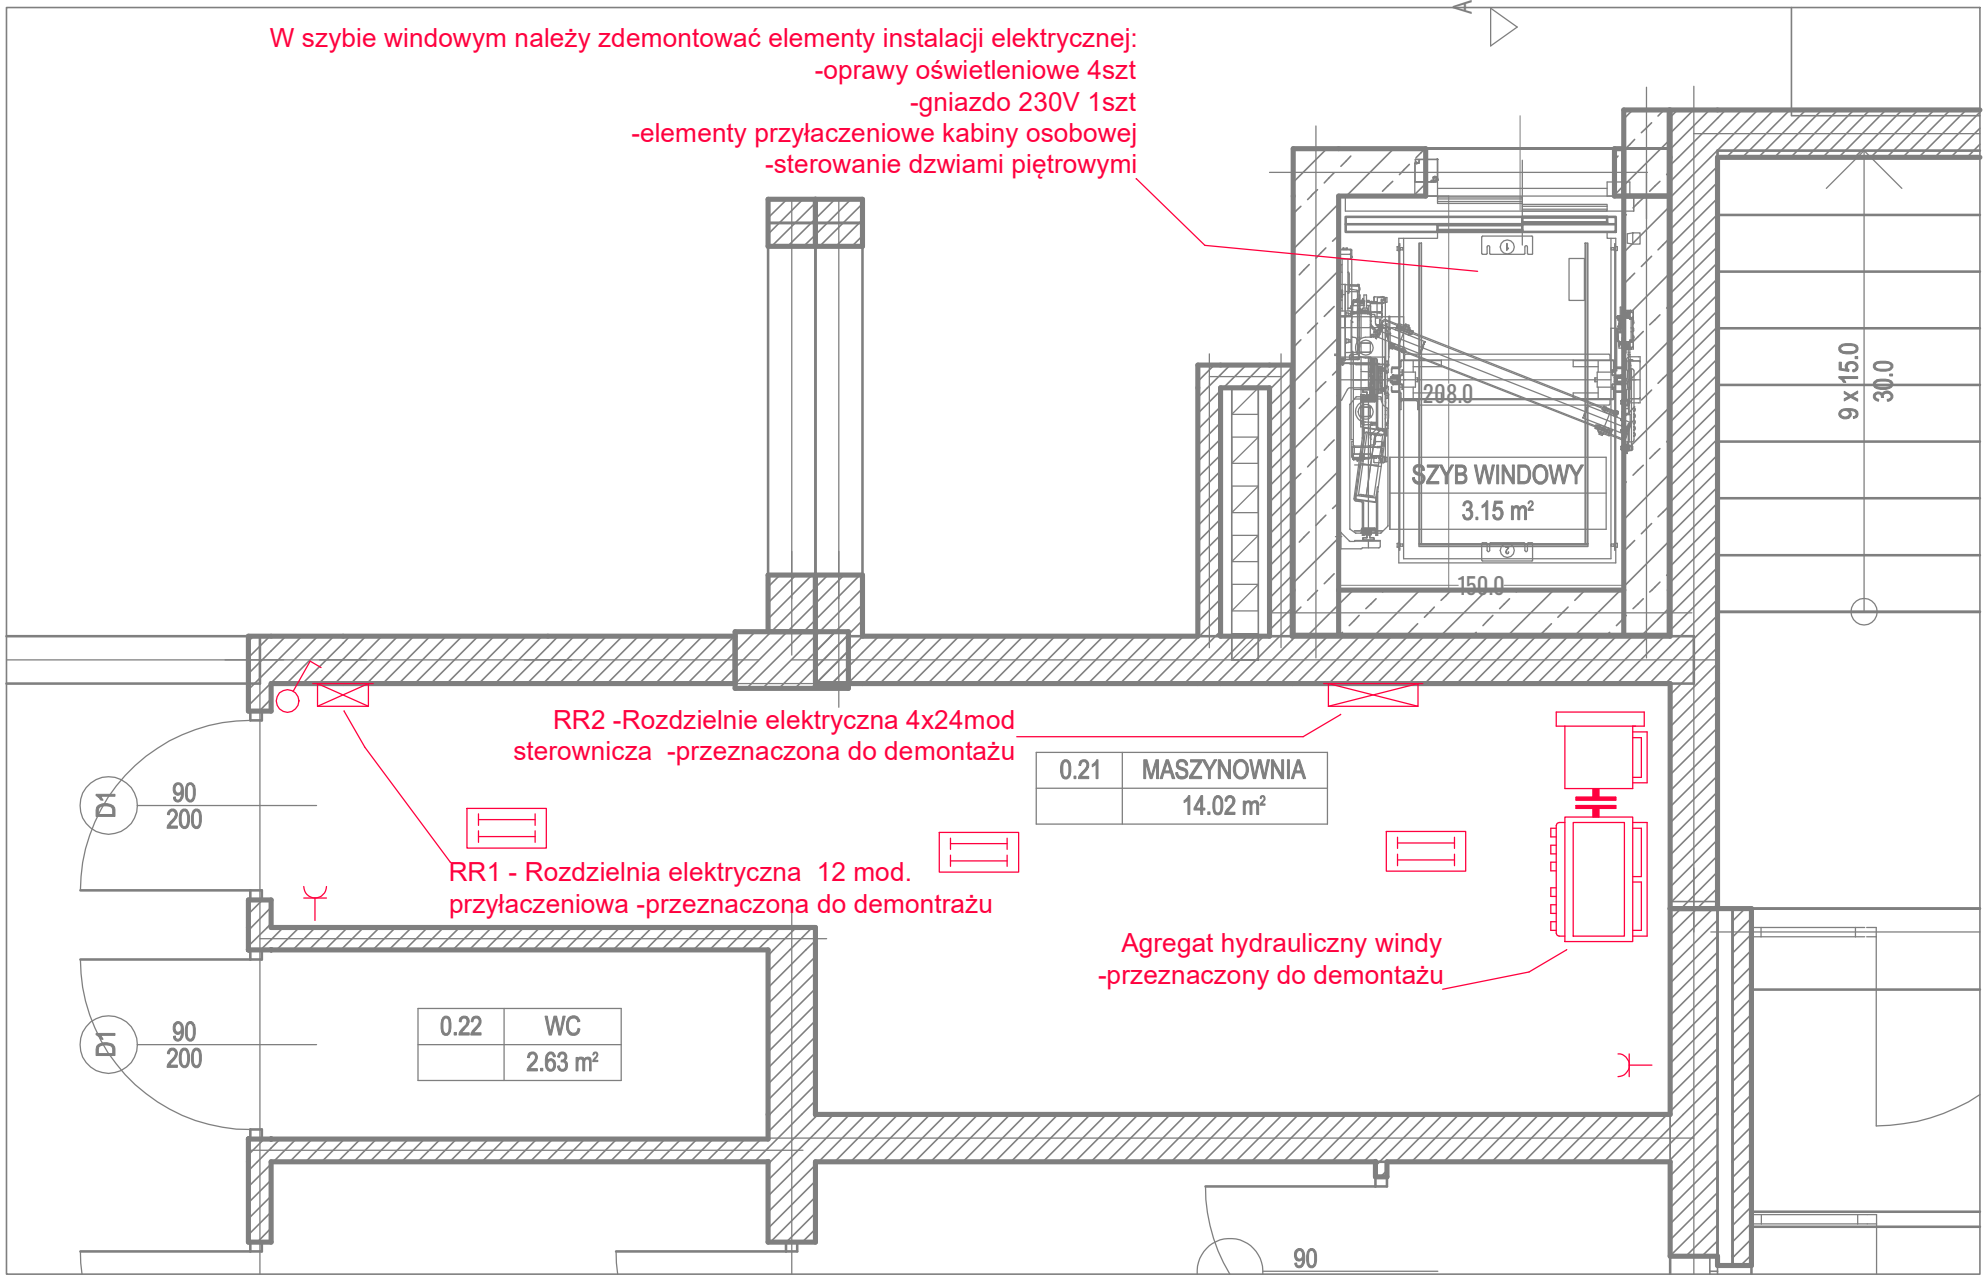 A
W szybie windowym należy zdemontować elementy instalacji elektrycznej:
-oprawy oświetleniowe 4szt
-gniazdo 230V 1szt
-elementy przyłaczeniowe kabiny osobowej
-sterowanie dzwiami piętrowymi
1
208.0
9 x 15.0
30.0
SZYB WINDOWY
3.15 m²
2
150.0
RR2 -Rozdzielnie elektryczna 4x24mod
sterownicza -przeznaczona do demontażu
0.21 MASZYNOWNIA
14.02 m²
D1
90
200
RR1 - Rozdzielnia elektryczna 12 mod.
przyłaczeniowa -przeznaczona do demontrażu
Agregat hydrauliczny windy
-przeznaczony do demontażu
D1
90
200
0.22 WC
2.63 m²
90